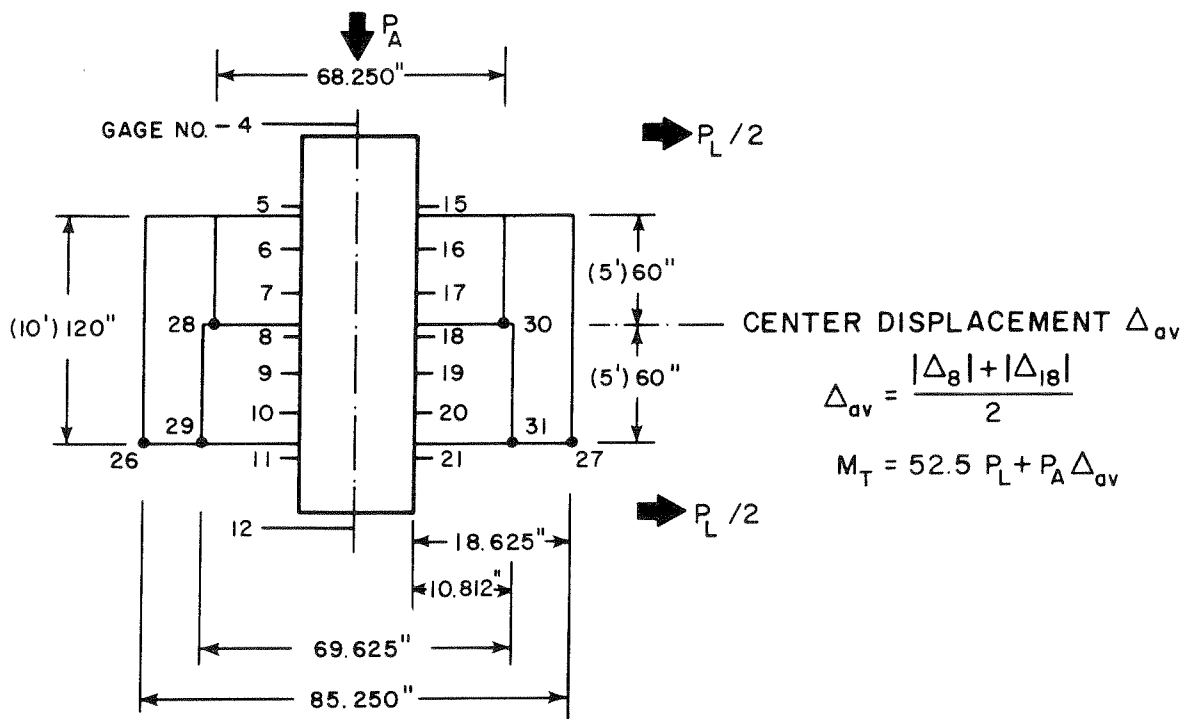 P_A
68.250"
GAGE NO. - 4
P_L /2
5 15
6 16
(5') 60"
7 17
(10') 120"
28 30
CENTER DISPLACEMENT Δ_av
8 18
Δ_av = |Δ_8| + |Δ_18| / 2
9 19
(5') 60"
10 20
29 31
26 11 21 27
M_T = 52.5 P_L + P_A Δ_av
12
P_L /2
18.625"
10.812"
69.625"
85.250"